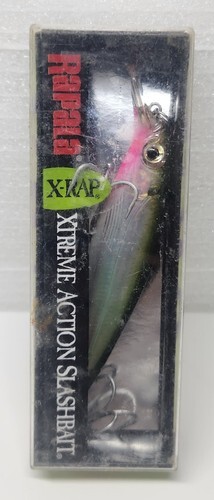 Rapala
X-RAP
XTREME ACTION SLASHBAIT.